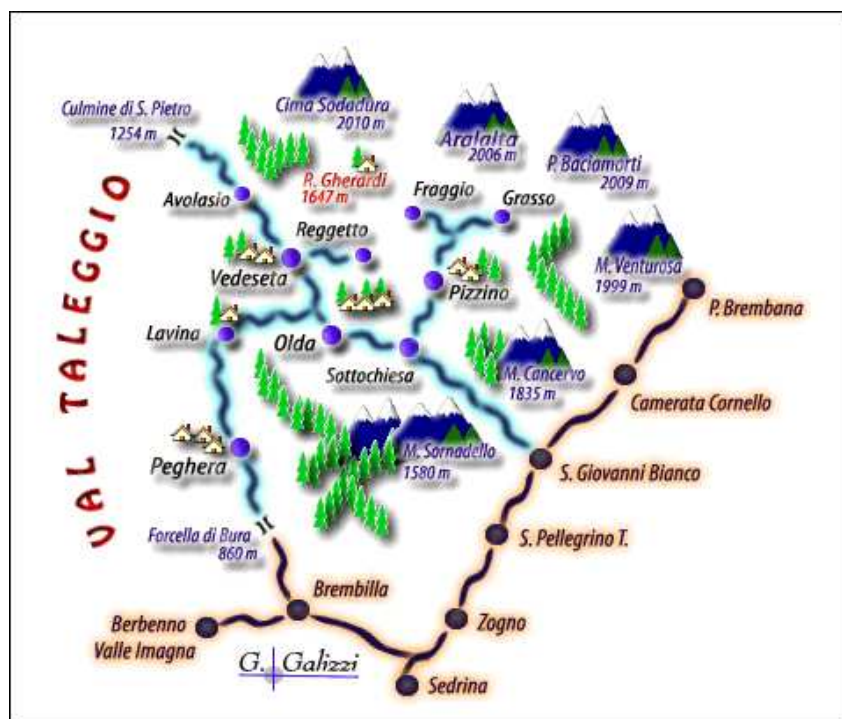 Cima Sodadura
2010 m
Culmine di S. Pietro
1254 m
Aralalta
2006 m
P. Baciamorti
2009 m
R. Gherardi
1647 m
Fraggio
Grasso
Avolasio
Reggetto
VAL TALEGGIO
Vedeseta
Pizzino
M. Venturosa
1999 m
P. Brembana
Lavina
Olda
Sottochiesa
M. Cancervo
1835 m
Camerata Cornello
Peghera
M. Sornadello
1580 m
S. Giovanni Bianco
Forcella di Bura
860 m
S. Pellegrino T.
Brembilla
Berbenno
Valle Imagna
Zogno
G. Galizzi
Sedrina